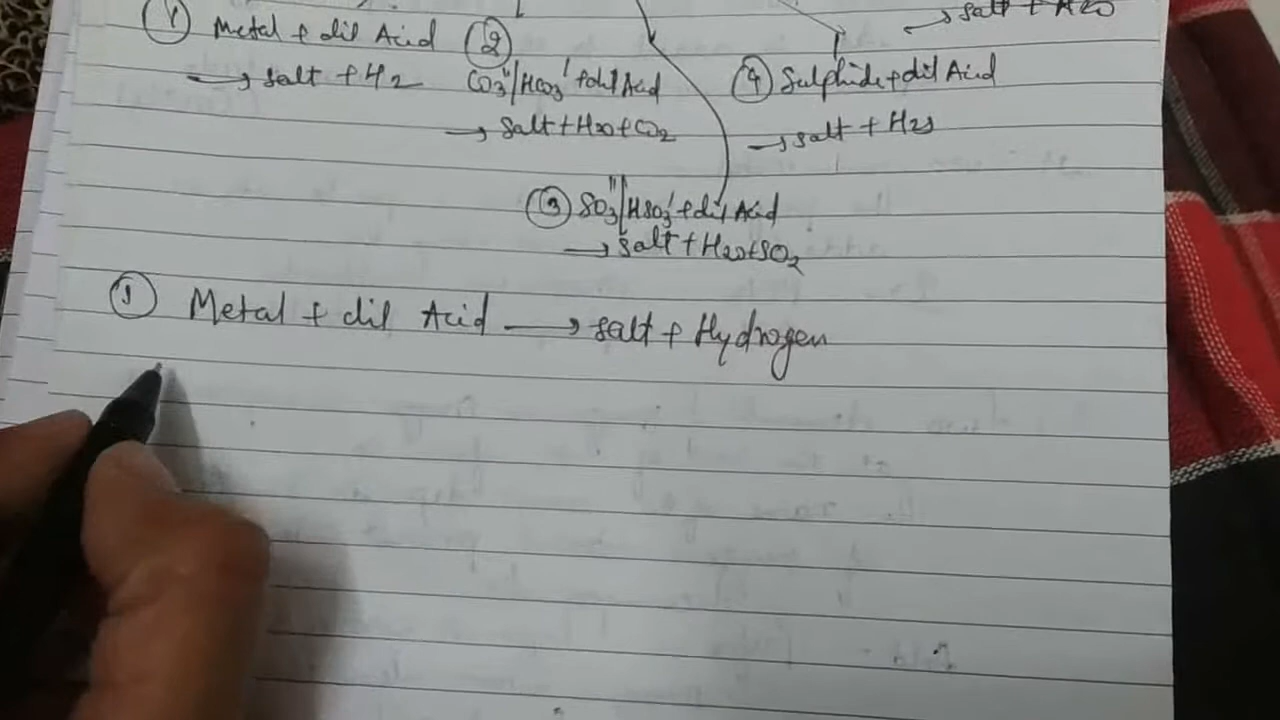 → salt + H2O
① Metal + dil Acid
→ salt + H2
②
CO3"/HCO3' + dil Acid
→ Salt + H2O + CO2
④ Sulphide + dil Acid
→ salt + H2S
③ SO3"/HSO3' + dil Acid
→ salt + H2O + SO2
① Metal + dil Acid → salt + Hydrogen